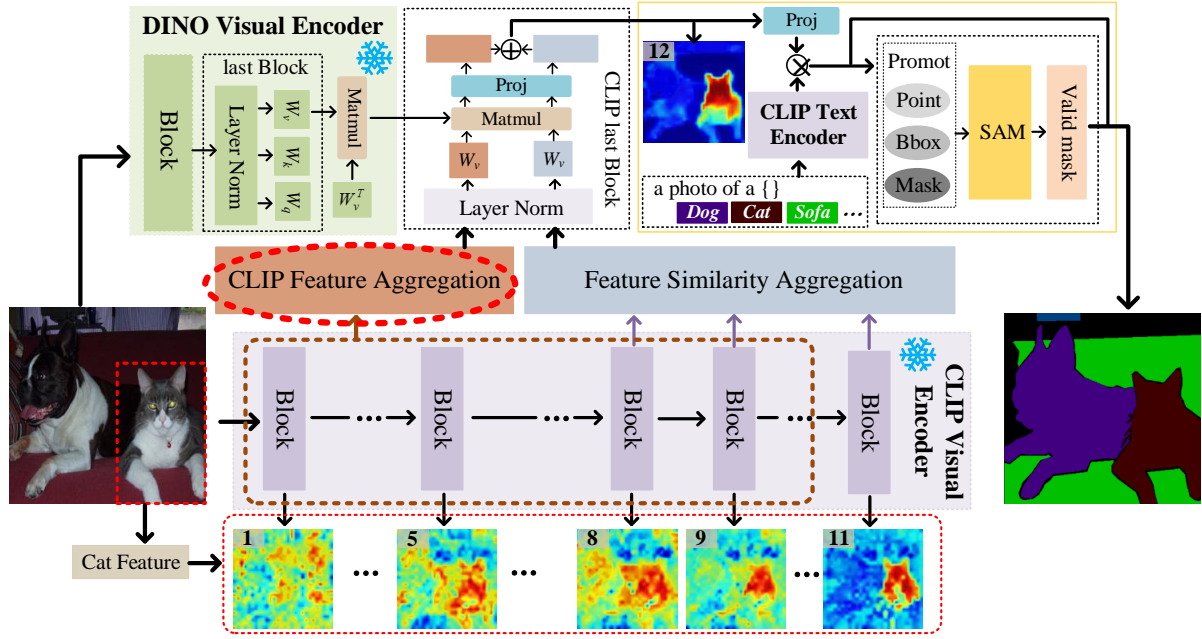 DINO Visual Encoder
Block
last Block
Layer Norm
W_v
W_k
W_q
Matmul
W_v^T
Proj
Matmul
W_v
W_v
Layer Norm
CLIP last Block
12
Proj
CLIP Text
Encoder
a photo of a {}
Dog
Cat
Sofa
...
Promot
Point
Bbox
Mask
SAM
Valid mask
CLIP Feature Aggregation
Feature Similarity Aggregation
Block
...
Block
...
Block
Block
...
Block
CLIP Visual
Encoder
Cat Feature
1
...
5
...
8
9
...
11